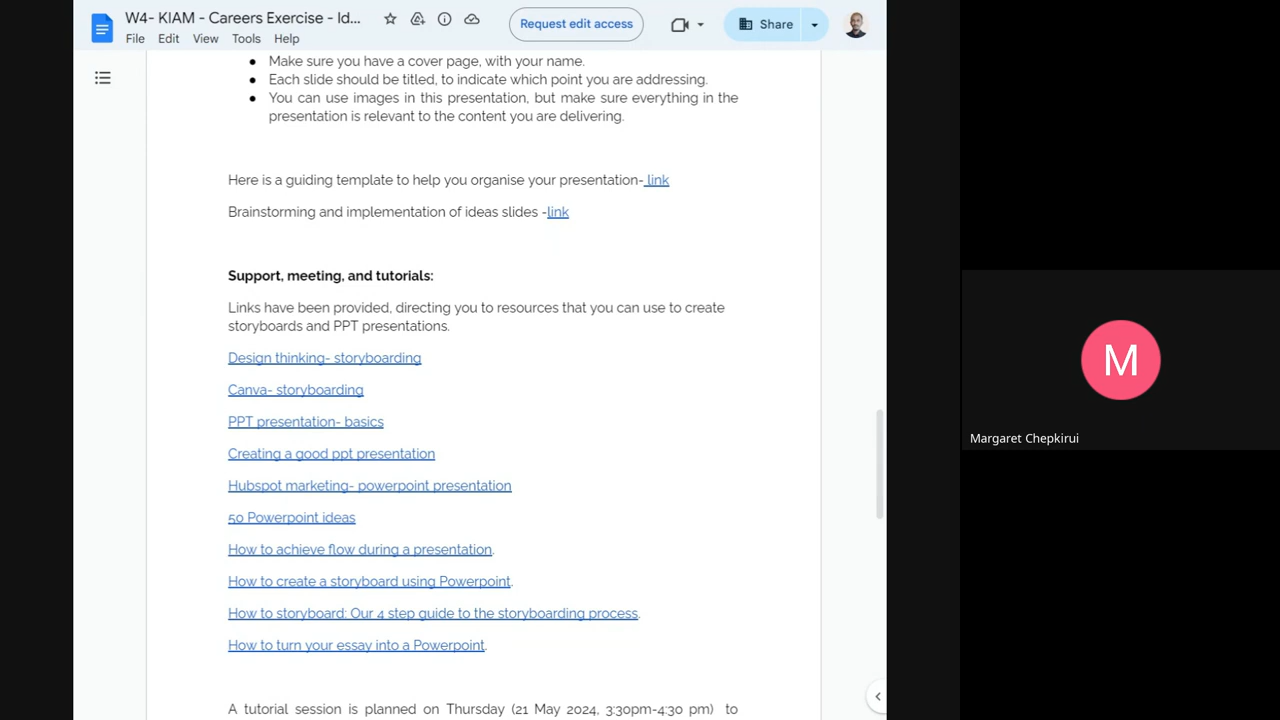 W4- KIAM - Careers Exercise - Id...
Request edit access
Share
File Edit View Tools Help
● Make sure you have a cover page, with your name.
● Each slide should be titled, to indicate which point you are addressing.
● You can use images in this presentation, but make sure everything in the
presentation is relevant to the content you are delivering.
Here is a guiding template to help you organise your presentation- link
Brainstorming and implementation of ideas slides -link
Support, meeting, and tutorials:
Links have been provided, directing you to resources that you can use to create
storyboards and PPT presentations.
Design thinking- storyboarding
Canva- storyboarding
PPT presentation- basics
Creating a good ppt presentation
Hubspot marketing- powerpoint presentation
50 Powerpoint ideas
How to achieve flow during a presentation.
How to create a storyboard using Powerpoint.
How to storyboard: Our 4 step guide to the storyboarding process.
How to turn your essay into a Powerpoint.
A tutorial session is planned on Thursday (21 May 2024, 3:30pm-4:30 pm) to
M
Margaret Chepkirui